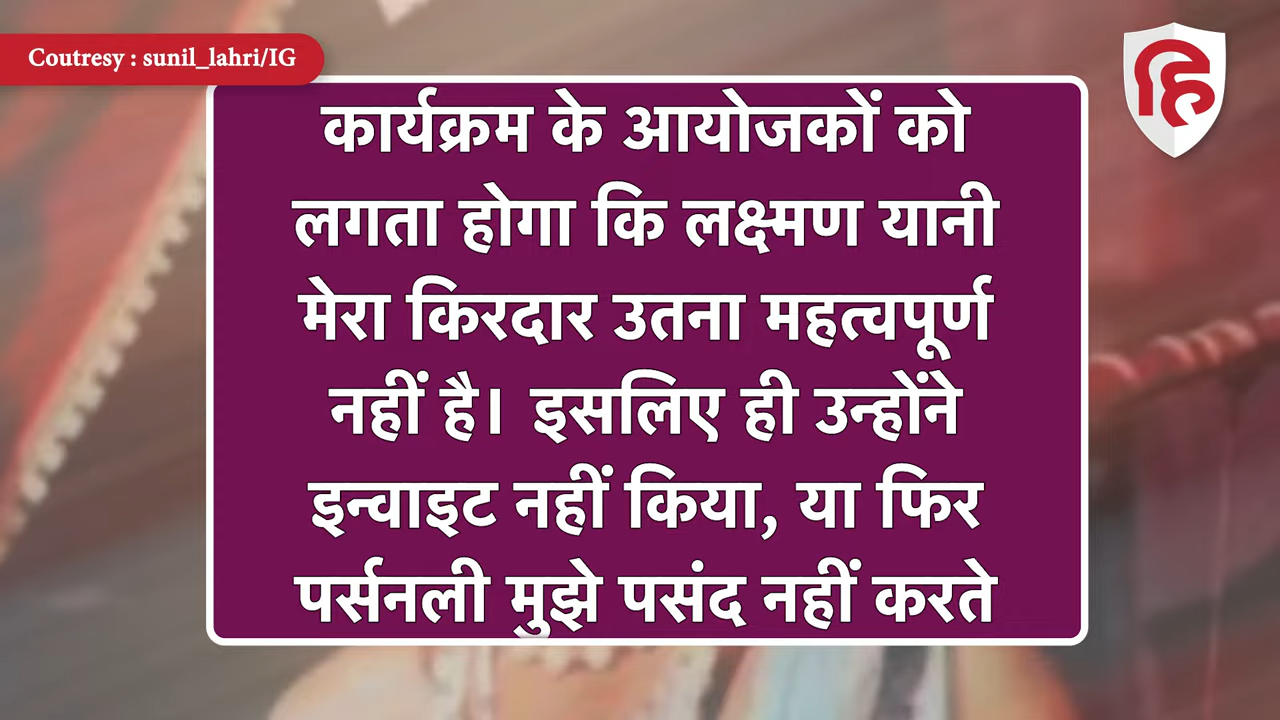 Coutresy : sunil_lahri/IG
हि
कार्यक्रम के आयोजकों को
लगता होगा कि लक्ष्मण यानी
मेरा किरदार उतना महत्वपूर्ण
नहीं है। इसलिए ही उन्होंने
इन्वाइट नहीं किया, या फिर
पर्सनली मुझे पसंद नहीं करते